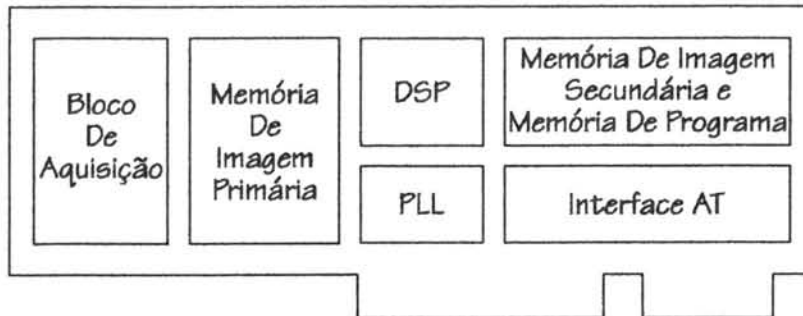 Bloco
De
Aquisição
Memória
De
Imagem
Primária
DSP
PLL
Memória De Imagem
Secundária e
Memória De Programa
Interface AT